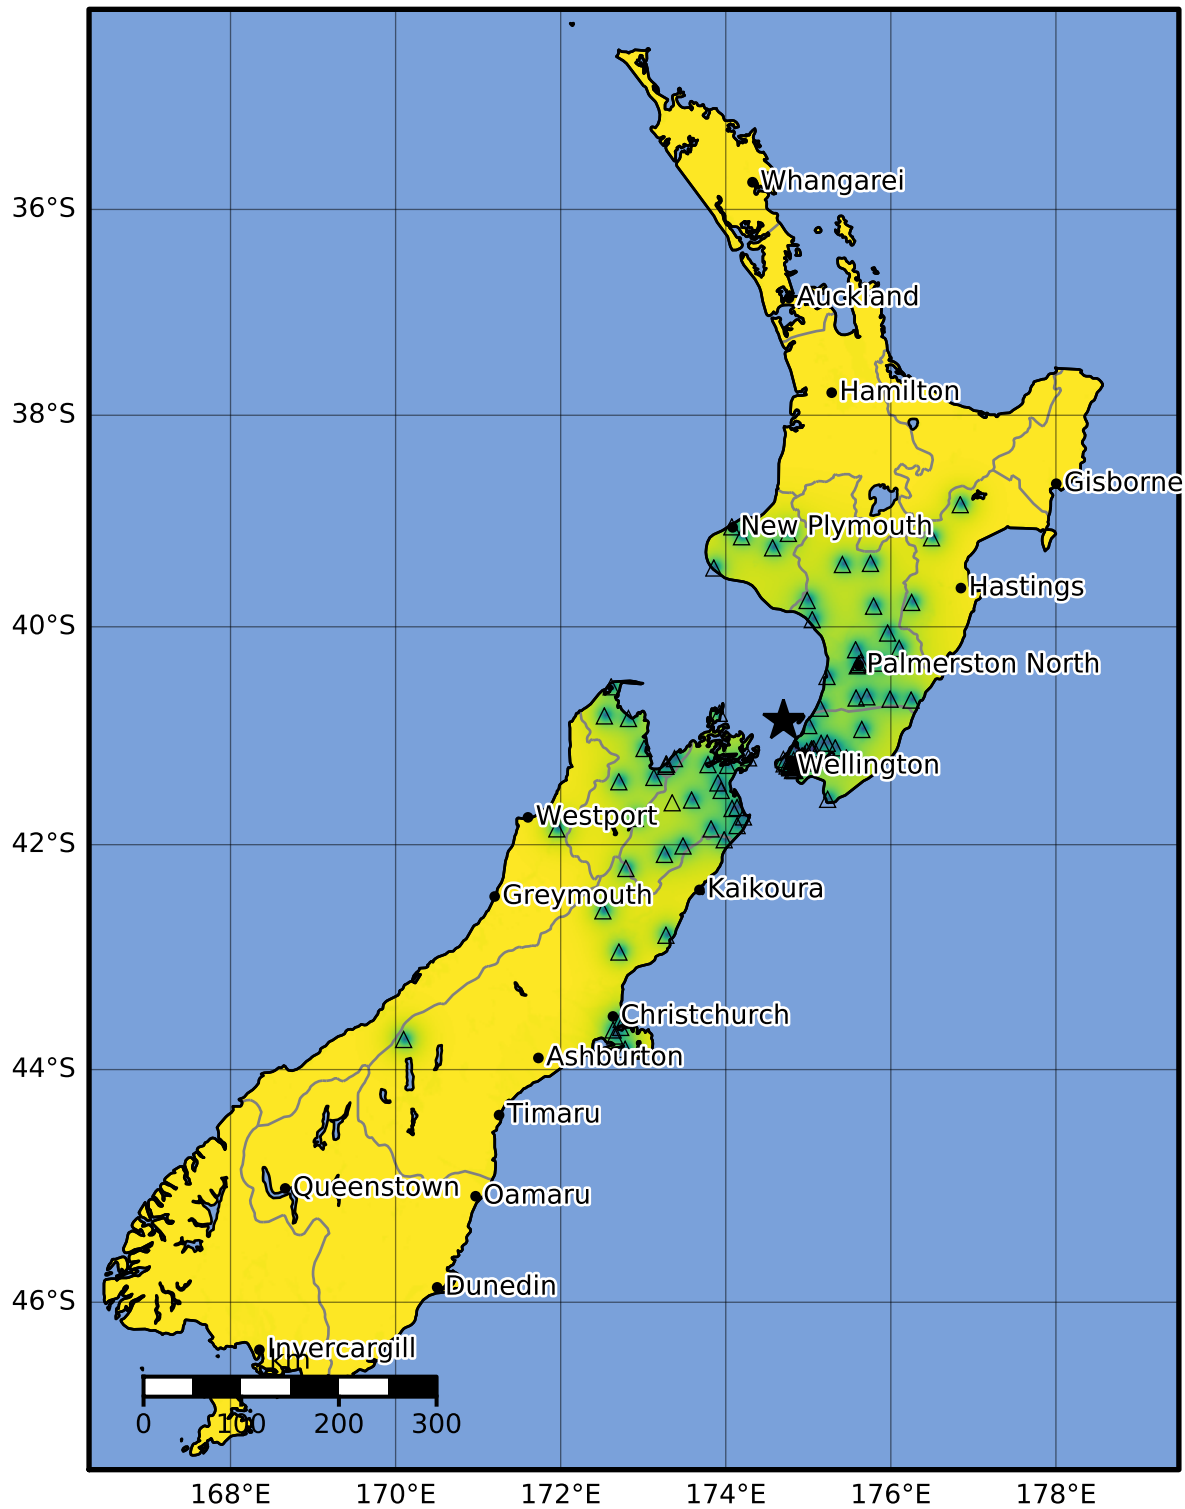 Whangarei
36°S
Auckland
Hamilton
38°S
Gisborne
New Plymouth
Hastings
40°S
Palmerston North
Wellington
Westport
42°S
Kaikoura
Greymouth
Christchurch
Ashburton
44°S
Timaru
Queenstown
Oamaru
Dunedin
46°S
Invercargill
km
0 100 200 300
168°E 170°E 172°E 174°E 176°E 178°E